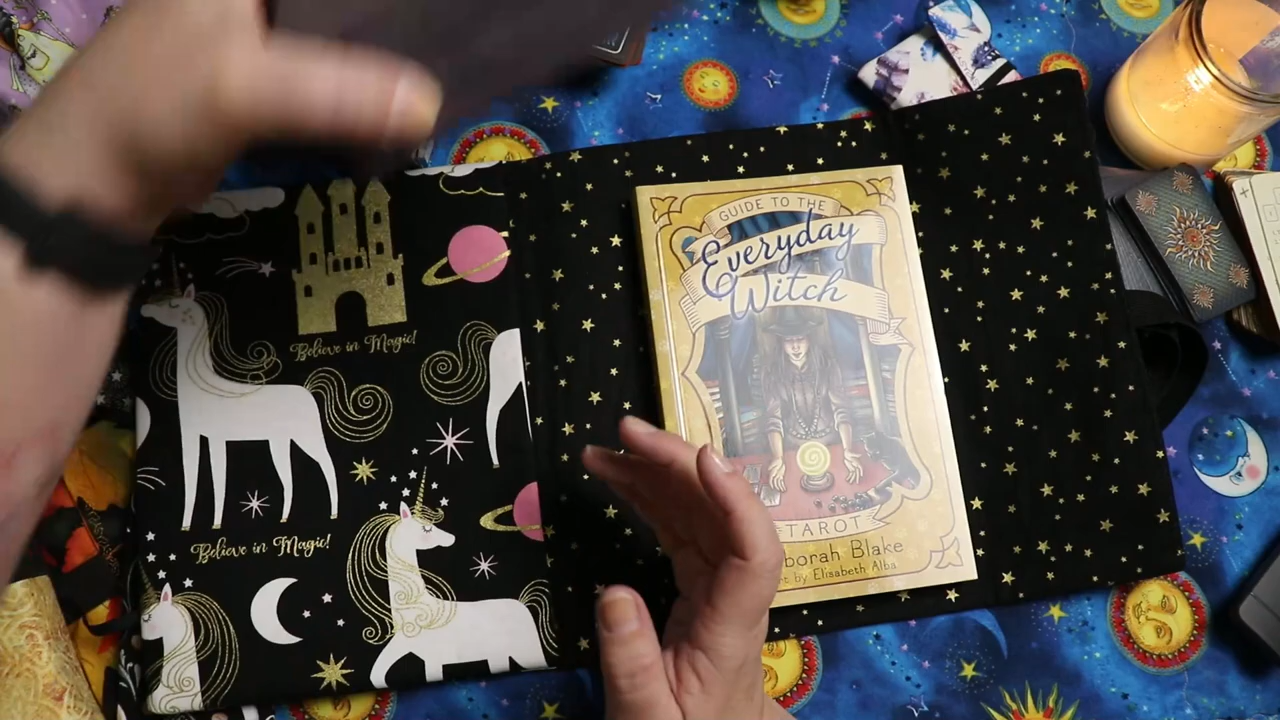 Believe in Magic!
Believe in Magic!
GUIDE TO THE
Everyday
Witch
TAROT
borah Blake
by Elisabeth Alba